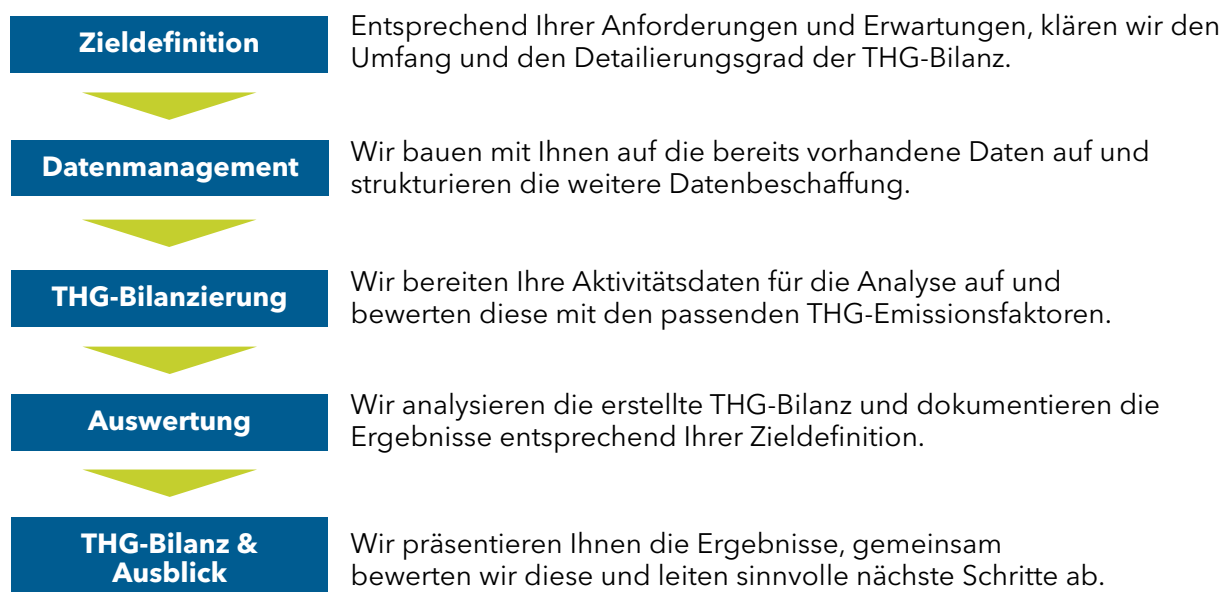 Zieldefinition
Entsprechend Ihrer Anforderungen und Erwartungen, klären wir den
Umfang und den Detailierungsgrad der THG-Bilanz.
Datenmanagement
Wir bauen mit Ihnen auf die bereits vorhandene Daten auf und
strukturieren die weitere Datenbeschaffung.
THG-Bilanzierung
Wir bereiten Ihre Aktivitätsdaten für die Analyse auf und
bewerten diese mit den passenden THG-Emissionsfaktoren.
Auswertung
Wir analysieren die erstellte THG-Bilanz und dokumentieren die
Ergebnisse entsprechend Ihrer Zieldefinition.
THG-Bilanz &
Ausblick
Wir präsentieren Ihnen die Ergebnisse, gemeinsam
bewerten wir diese und leiten sinnvolle nächste Schritte ab.